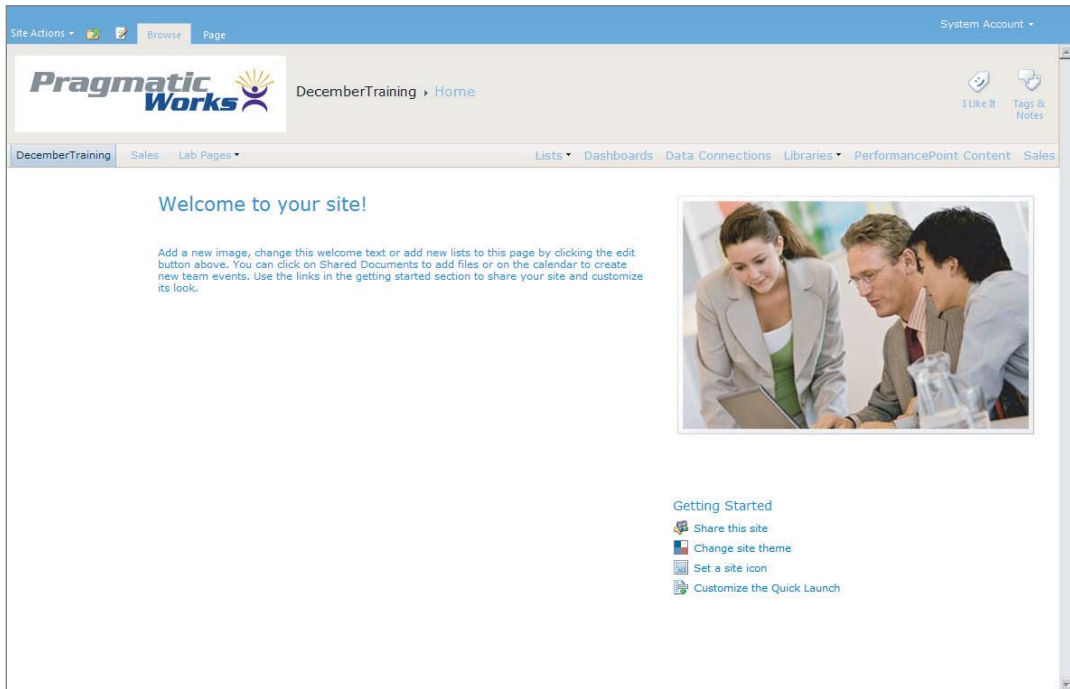 Site Actions Browse Page System Account
Pragmatic
Works
DecemberTraining Home
I Like It
Tags &
Notes
DecemberTraining Sales Lab Pages Lists Dashboards Data Connections Libraries PerformancePoint Content Sales
Welcome to your site!
Add a new image, change this welcome text or add new lists to this page by clicking the edit
button above. You can click on Shared Documents to add files or on the calendar to create
new team events. Use the links in the getting started section to share your site and customize
its look.
Getting Started
Share this site
Change site theme
Set a site icon
Customize the Quick Launch